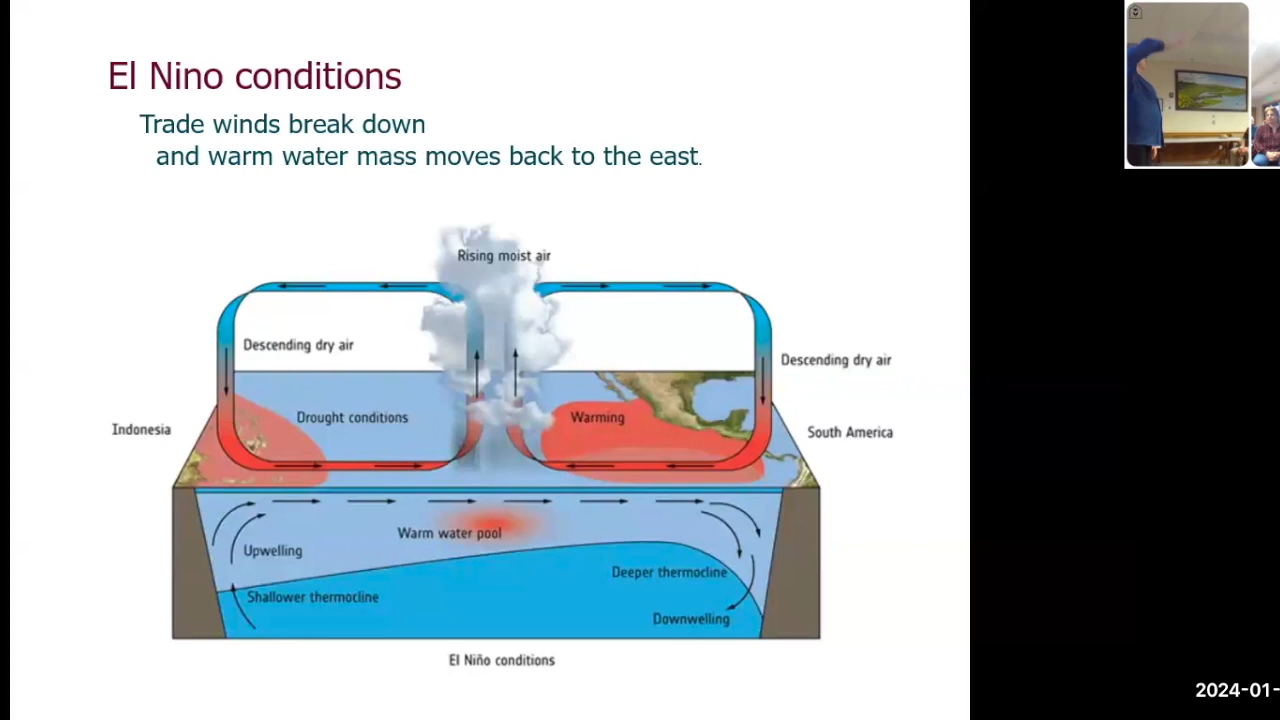 El Nino conditions
Trade winds break down
and warm water mass moves back to the east.
Rising moist air
Descending dry air
Descending dry air
Drought conditions
Warming
Indonesia
South America
Warm water pool
Upwelling
Deeper thermocline
Shallower thermocline
Downwelling
El Niño conditions
2024-01-